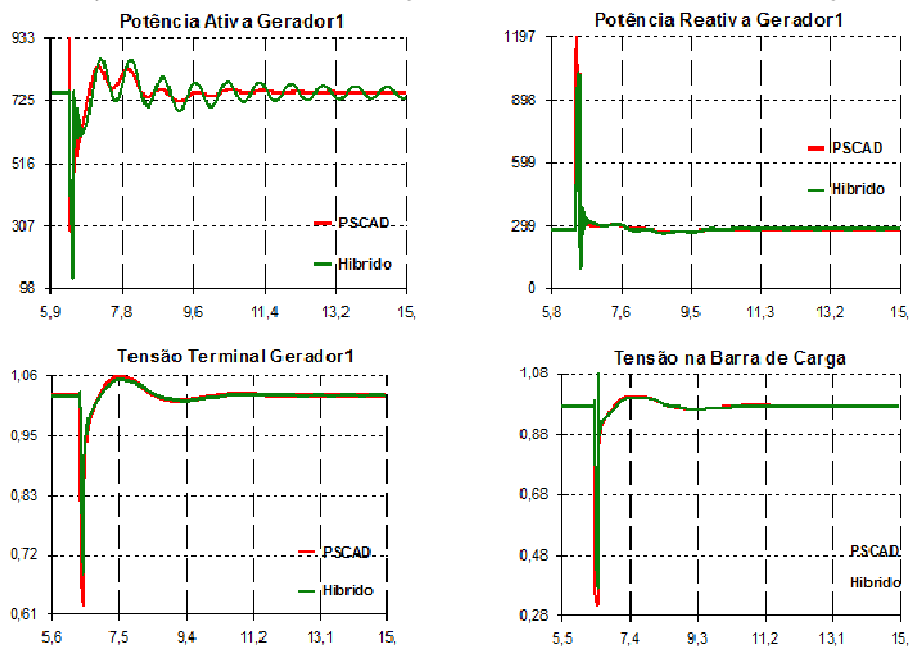 Potência Ativa Gerador1
933
725
516
307
98
5,9 7,8 9,6 11,4 13,2 15,
PSCAD
Hibrido
Potência Reativa Gerador1
1197
898
599
299
0
5,8 7,6 9,5 11,3 13,1 15,
PSCAD
Hibrido
Tensão Terminal Gerador1
1,06
0,95
0,83
0,72
0,61
5,6 7,5 9,4 11,2 13,1 15,
PSCAD
Hibrido
Tensão na Barra de Carga
1,08
0,88
0,68
0,48
0,28
5,5 7,4 9,3 11,2 13,1 15,
PSCAD
Hibrido